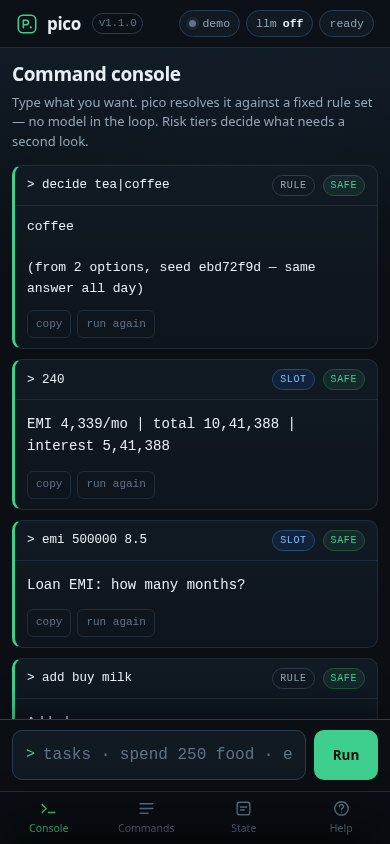 pico v1.1.0 demo llm off ready
Command console
Type what you want. pico resolves it against a fixed rule set
— no model in the loop. Risk tiers decide what needs a
second look.
> decide tea|coffee RULE SAFE
coffee
(from 2 options, seed ebd72f9d — same
answer all day)
copy run again
> 240 SLOT SAFE
EMI 4,339/mo | total 10,41,388 |
interest 5,41,388
copy run again
> emi 500000 8.5 SLOT SAFE
Loan EMI: how many months?
copy run again
> add buy milk RULE SAFE
> tasks · spend 250 food · e Run
Console Commands State Help